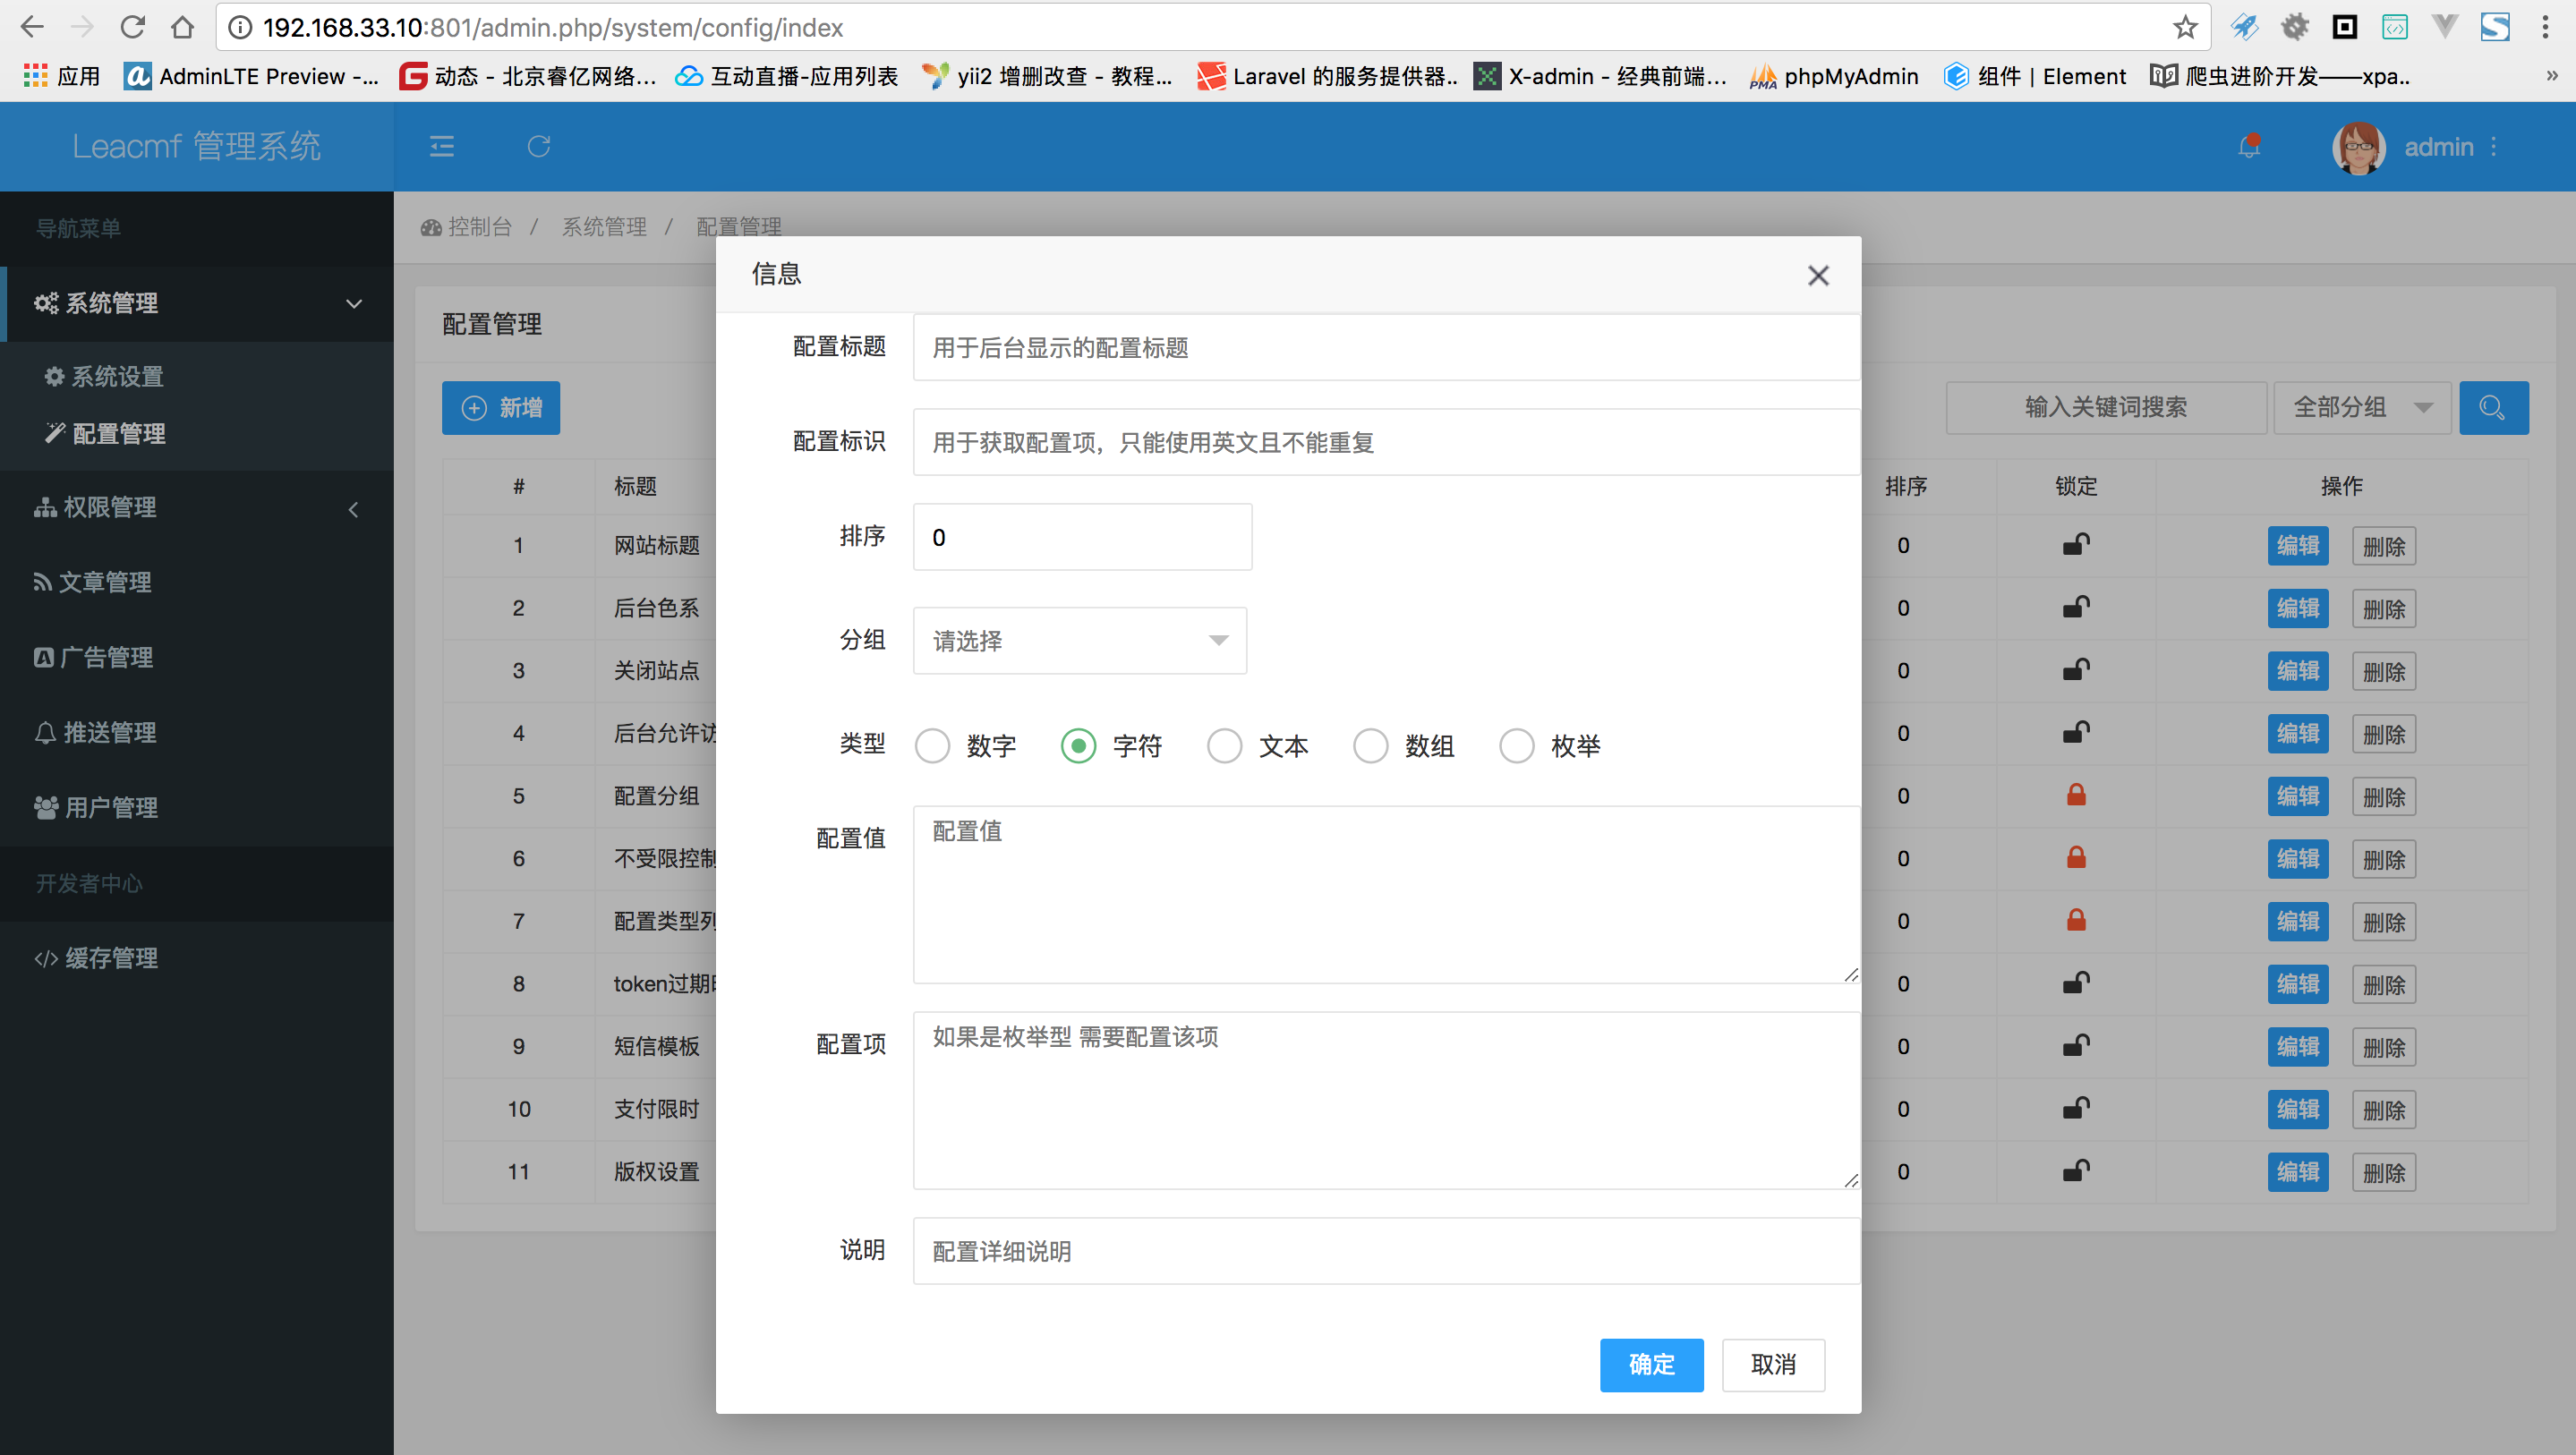 192.168.33.10:801/admin.php/system/config/index
应用 AdminLTE Preview -... 动态 - 北京睿亿网络... 互动直播-应用列表 yii2 增删改查 - 教程... Laravel 的服务提供器.. X-admin - 经典前端... phpMyAdmin 组件 | Element 爬虫进阶开发——xpa.. »
Leacmf 管理系统 admin
导航菜单
系统管理
系统设置
配置管理
权限管理
文章管理
广告管理
推送管理
用户管理
开发者中心
缓存管理
控制台 / 系统管理 / 配置管理
配置管理
新增 输入关键词搜索 全部分组
# 标题 排序 锁定 操作
1 网站标题 0 编辑 删除
2 后台色系 0 编辑 删除
3 关闭站点 0 编辑 删除
4 后台允许访 0 编辑 删除
5 配置分组 0 编辑 删除
6 不受限控制 0 编辑 删除
7 配置类型列 0 编辑 删除
8 token过期 0 编辑 删除
9 短信模板 0 编辑 删除
10 支付限时 0 编辑 删除
11 版权设置 0 编辑 删除
信息
配置标题 用于后台显示的配置标题
配置标识 用于获取配置项，只能使用英文且不能重复
排序 0
分组 请选择
类型 数字 字符 文本 数组 枚举
配置值 配置值
配置项 如果是枚举型 需要配置该项
说明 配置详细说明
确定 取消